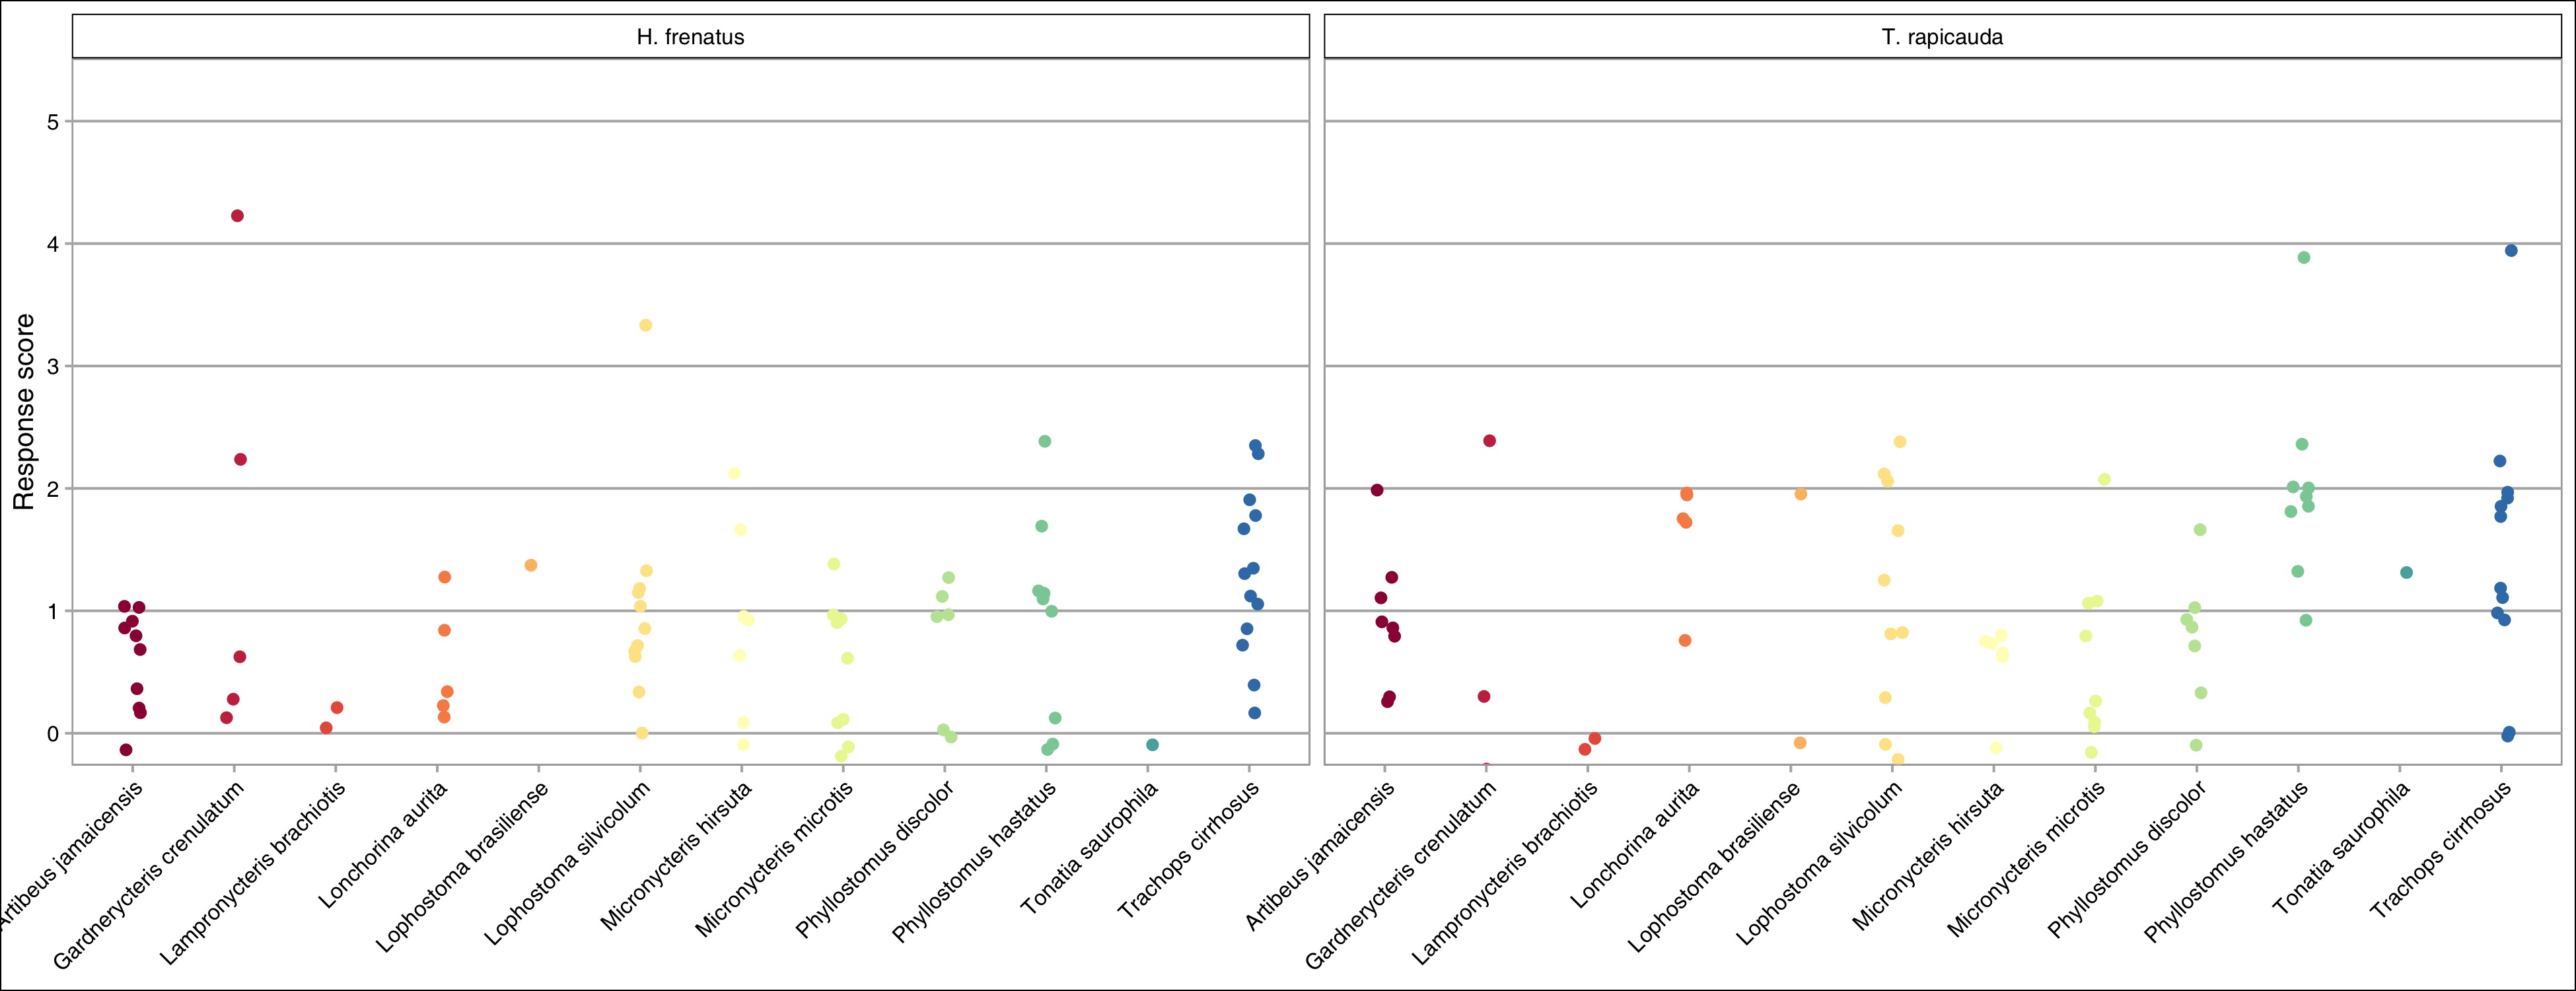 H. frenatus
T. rapicauda
Response score
5
4
3
2
1
0
Artibeus jamaicensis
Gardnerycteris crenulatum
Lampronycteris brachiotis
Lonchorina aurita
Lophostoma brasiliense
Lophostoma silvicolum
Micronycteris hirsuta
Micronycteris microtis
Phyllostomus discolor
Phyllostomus hastatus
Tonatia saurophila
Trachops cirrhosus
Artibeus jamaicensis
Gardnerycteris crenulatum
Lampronycteris brachiotis
Lonchorina aurita
Lophostoma brasiliense
Lophostoma silvicolum
Micronycteris hirsuta
Micronycteris microtis
Phyllostomus discolor
Phyllostomus hastatus
Tonatia saurophila
Trachops cirrhosus